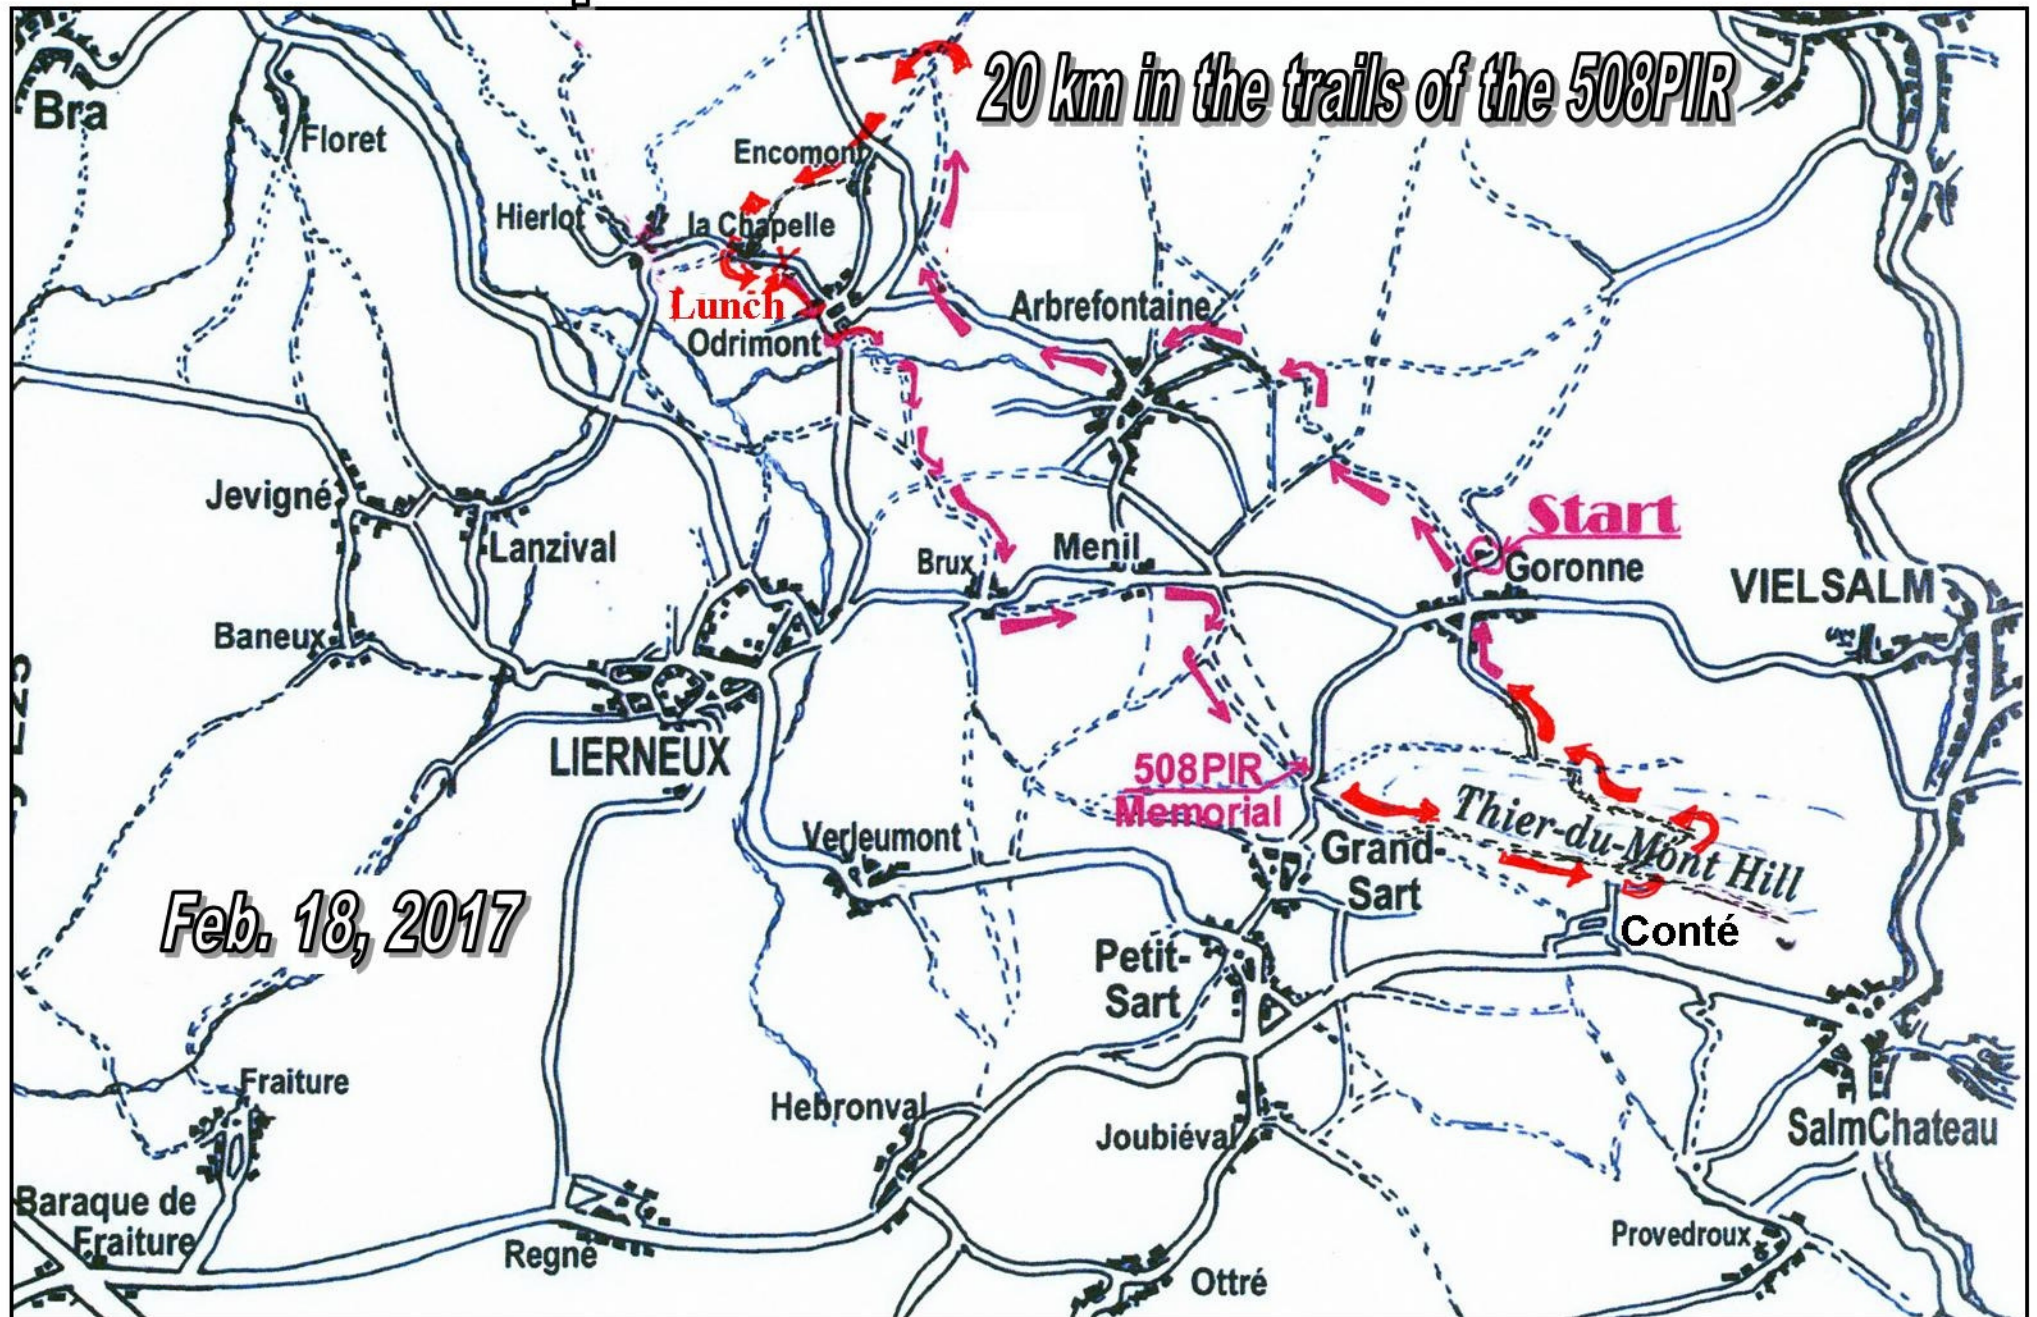 20 km in the trails of the 508PIR
Bra
Floret
Encomont
Hierlot
la Chapelle
Lunch
Odrimont
Arbrefontaine
Jevigné
Lanzival
Start
Brux
Menil
Goronne
VIELSALM
Baneux
LIERNEUX
508PIR
Memorial
Thier-du-Mont Hill
Verleumont
Grand-
Sart
Feb. 18, 2017
Conté
Petit-
Sart
Fraiture
Hebronval
Joubiéval
SalmChateau
Baraque de
Fraiture
Regné
Provedroux
Ottré